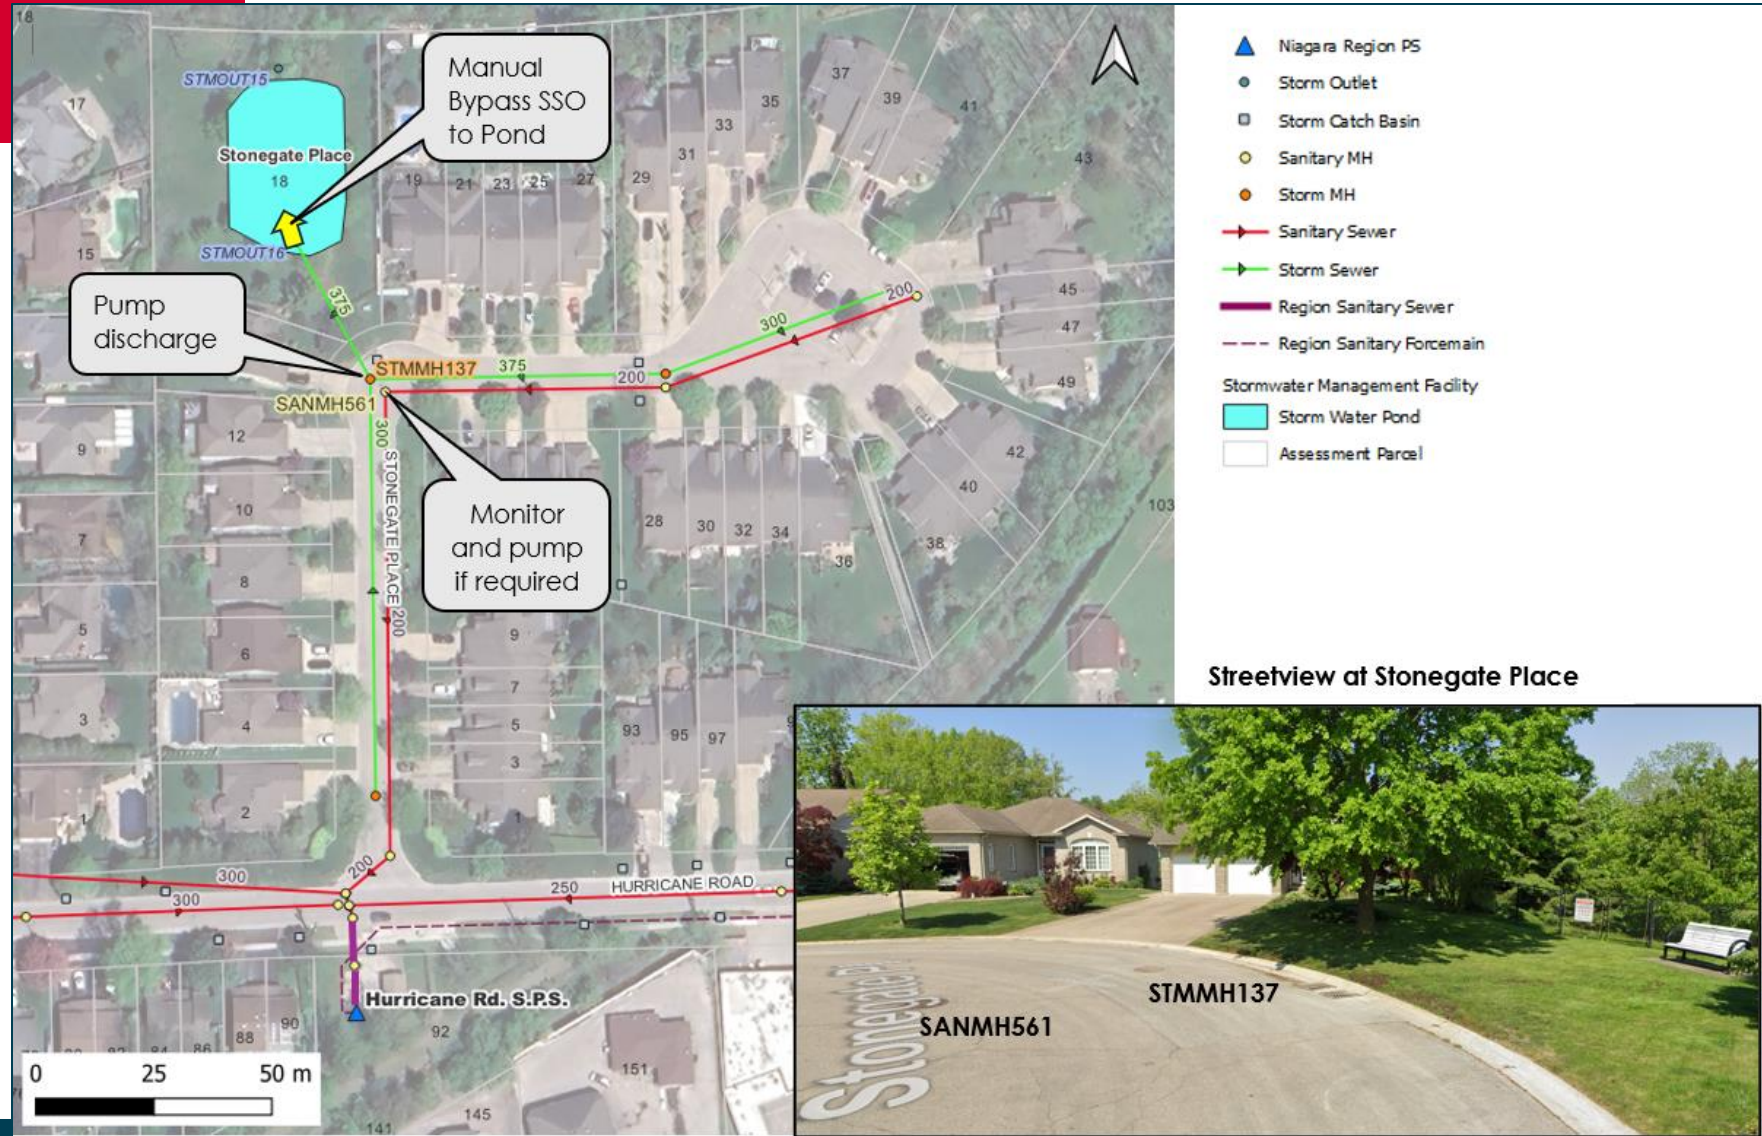 18
STMOUT15
Manual
Bypass SSO
to Pond
17
Stonegate Place
18
STMOUT16
15
Pump
discharge
375
STMMH137
375
SANMH561
300
200
300
200
19
21
23
25
27
29
31
33
35
37
39
41
43
45
47
49
42
40
38
36
34
32
30
28
103
Monitor
and pump
if required
STONEGATE PLACE
200
12
10
8
6
4
2
9
7
5
3
1
9
7
5
3
1
93
95
97
200
300
300
250
HURRICANE ROAD
Hurricane Rd. S.P.S.
92
90
88
86
84
151
145
141
0 25 50 m
Niagara Region PS
Storm Outlet
Storm Catch Basin
Sanitary MH
Storm MH
Sanitary Sewer
Storm Sewer
Region Sanitary Sewer
Region Sanitary Forcemain
Stormwater Management Facility
Storm Water Pond
Assessment Parcel
Streetview at Stonegate Place
Stonegate Pl
STMMH137
SANMH561